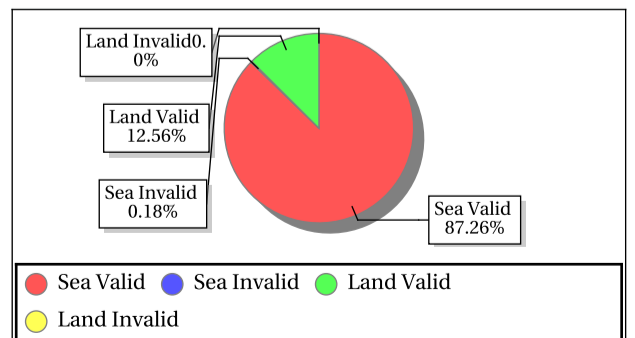 Land Invalid0.
0%
Land Valid
12.56%
Sea Invalid
0.18%
Sea Valid
87.26%
Sea Valid
Sea Invalid
Land Valid
Land Invalid